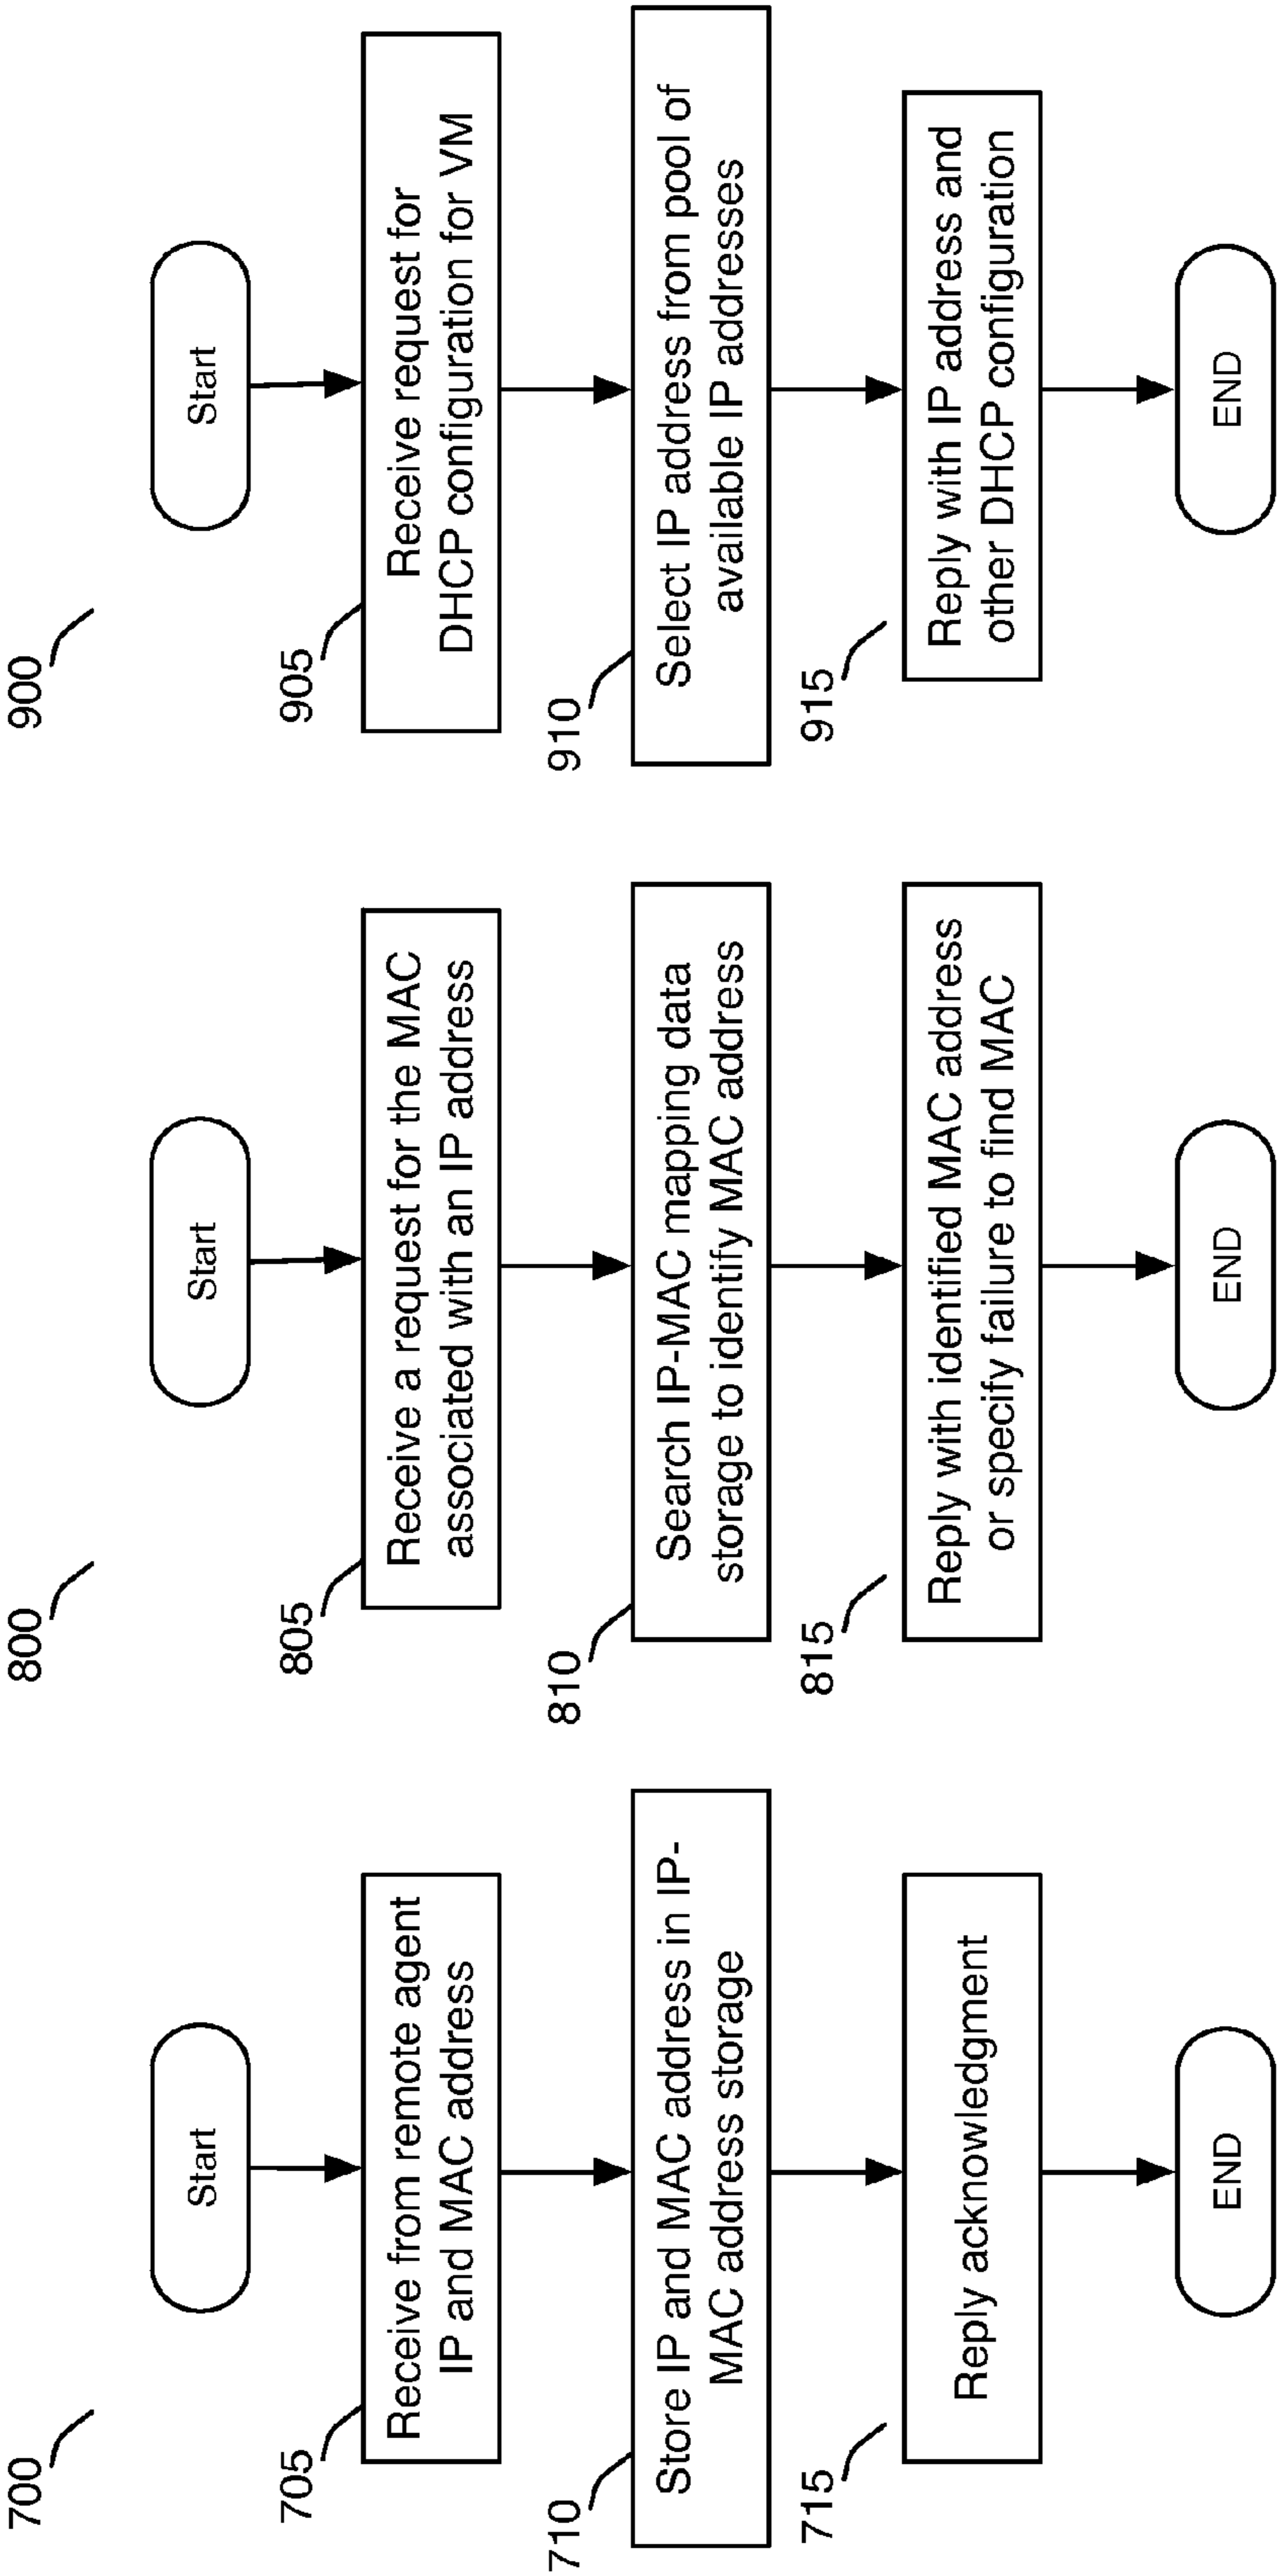 700
Start
705
Receive from remote agent
IP and MAC address
710
Store IP and MAC address in IP-
MAC address storage
715
Reply acknowledgment
END
800
Start
805
Receive a request for the MAC
associated with an IP address
810
Search IP-MAC mapping data
storage to identify MAC address
815
Reply with identified MAC address
or specify failure to find MAC
END
900
Start
905
Receive request for
DHCP configuration for VM
910
Select IP address from pool of
available IP addresses
915
Reply with IP address and
other DHCP configuration
END